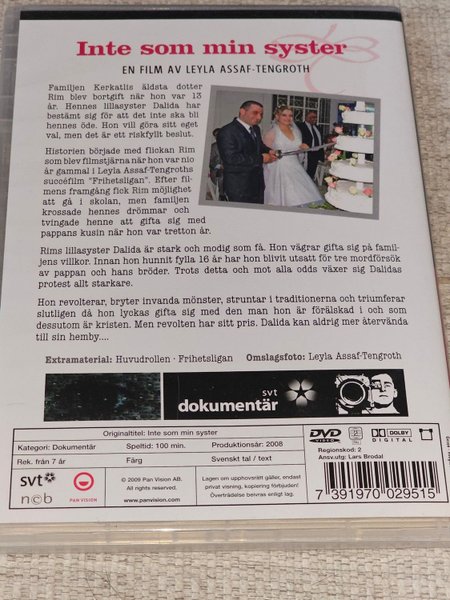 Inte som min syster
EN FILM AV LEYLA ASSAF-TENGROTH
Familjen Kerkatlis äldsta dotter
Rim blev bortgift när hon var 13
år. Hennes lillasyster Dalida har
bestämt sig för att det inte ska bli
hennes öde. Hon vill göra sitt eget
val, men det är ett riskfyllt beslut.
Historien började med flickan Rim
som blev filmstjärna när hon var nio
år gammal i Leyla Assaf-Tengroths
succéfilm "Frihetsligan". Efter fil-
mens framgång fick Rim möjlighet
att gå i skolan, men familjen
krossade hennes drömmar och
tvingade henne att gifta sig med
pappans kusin när hon var tretton år.
Rims lillasyster Dalida är stark och modig som få. Hon vägrar gifta sig på famil-
jens villkor. Innan hon hunnit fylla 16 år har hon blivit utsatt för tre mordförsök
av pappan och hans bröder. Trots detta och mot alla odds växer sig Dalidas
protest allt starkare.
Hon revolterar, bryter invanda mönster, struntar i traditionerna och triumferar
slutligen då hon lyckas gifta sig med den man hon är förälskad i och som
dessutom är kristen. Men revolten har sitt pris. Dalida kan aldrig mer återvända
till sin hemby....
Extramaterial: Huvudrollen - Frihetsligan Omslagsfoto: Leyla Assaf-Tengroth
svt
dokumentär
Originaltitel: Inte som min syster
Kategori: Dokumentär Speltid: 100 min. Produktionsår: 2008
Rek. från 7 år Färg Svenskt tal / text
DVD
VIDEO
2
DOLBY
DIGITAL
Regionskod: 2
Ansv.utg: Lars Brodal
svt
ncb
PAN VISION
© 2009 Pan Vision AB.
All rights reserved.
www.panvision.com
Lagen om upphovsrätt gäller, endast
privat visning, kopiering förbjuden!
Överträdelse beivras enligt lag.
7 391970 029515